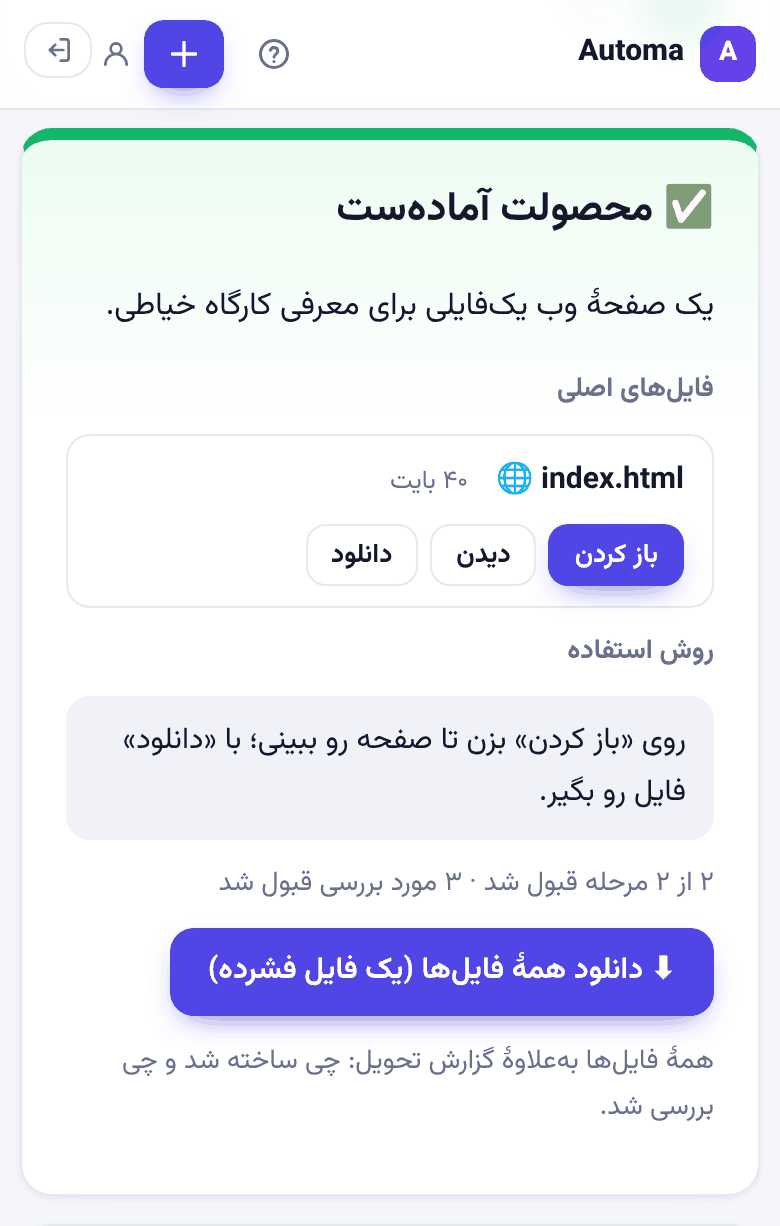 Automa
A
✅ محصولت آماده‌ست
یک صفحهٔ وب یک‌فایلی برای معرفی کارگاه خیاطی.
فایل‌های اصلی
index.html
۴۰ بایت
باز کردن
دیدن
دانلود
روش استفاده
روی «باز کردن» بزن تا صفحه رو ببینی؛ با «دانلود»
فایل رو بگیر.
۲ از ۲ مرحله قبول شد · ۳ مورد بررسی قبول شد
⬇ دانلود همهٔ فایل‌ها (یک فایل فشرده)
همهٔ فایل‌ها به‌علاوهٔ گزارش تحویل: چی ساخته شد و چی
بررسی شد.